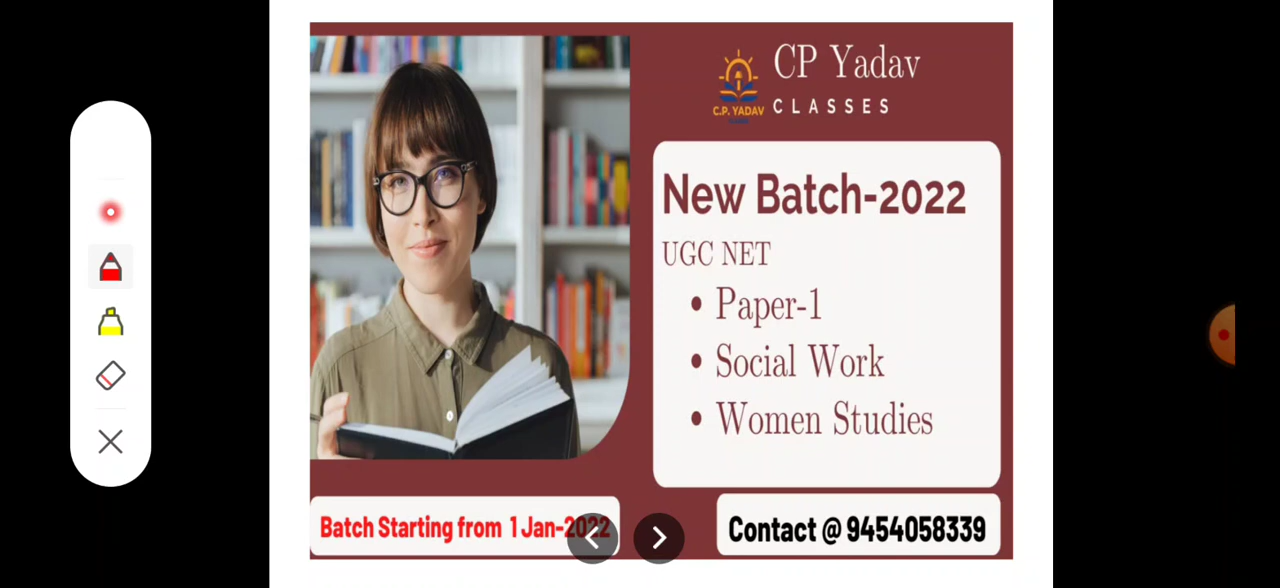 CP Yadav
CLASSES
C.P. YADAV
New Batch-2022
UGC NET
• Paper-1
• Social Work
• Women Studies
Batch Starting from 1 Jan-2022
Contact @ 9454058339